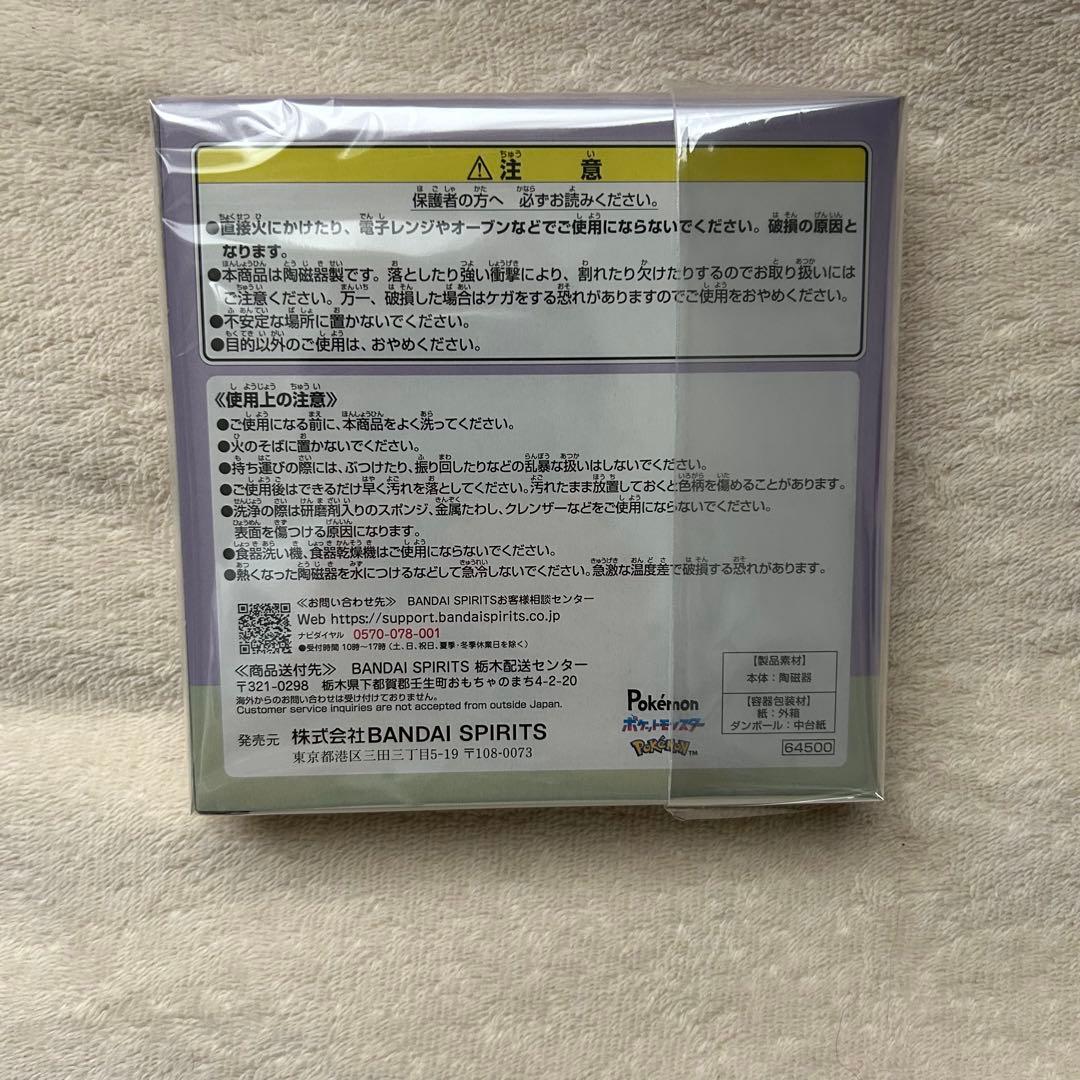 ⚠注意
保護者の方へ 必ずお読みください。
●直接火にかけたり、電子レンジやオーブンなどでご使用にならないでください。破損の原因と
なります。
●本商品は陶磁器製です。落としたり強い衝撃により、割れたり欠けたりするのでお取り扱いには
ご注意ください。万一、破損した場合はケガをする恐れがありますのでご使用をおやめください。
●不安定な場所に置かないでください。
●目的以外のご使用は、おやめください。
《使用上の注意》
●ご使用になる前に、本商品をよく洗ってください。
●火のそばに置かないでください。
●持ち運びの際には、ぶつけたり、振り回したりなどの乱暴な扱いはしないでください。
●ご使用後はできるだけ早く汚れを落としてください。汚れたまま放置しておくと色柄を傷めることがあります。
●洗浄の際は研磨剤入りのスポンジ、金属たわし、クレンザーなどをご使用にならないでください。
表面を傷つける原因になります。
●食器洗い機、食器乾燥機はご使用にならないでください。
●熱くなった陶磁器を水につけるなどして急冷しないでください。急激な温度差で破損する恐れがあります。
≪お問い合わせ先≫ BANDAI SPIRITSお客様相談センター
Web https://support.bandaispirits.co.jp
ナビダイヤル 0570-078-001
●受付時間 10時〜17時（土、日、祝日、夏季・冬季休業日を除く）
≪商品送付先≫ BANDAI SPIRITS 栃木配送センター
〒321-0298 栃木県下都賀郡壬生町おもちゃのまち4-2-20
海外からのお問い合わせは受け付けておりません。
Customer service inquiries are not accepted from outside Japan.
発売元 株式会社BANDAI SPIRITS
東京都港区三田三丁目5-19 〒108-0073
Pokémon
ポケットモンスター
POKéMON™
【製品素材】
本体：陶磁器
【容器包装材】
紙：外箱
ダンボール：中台紙
64500